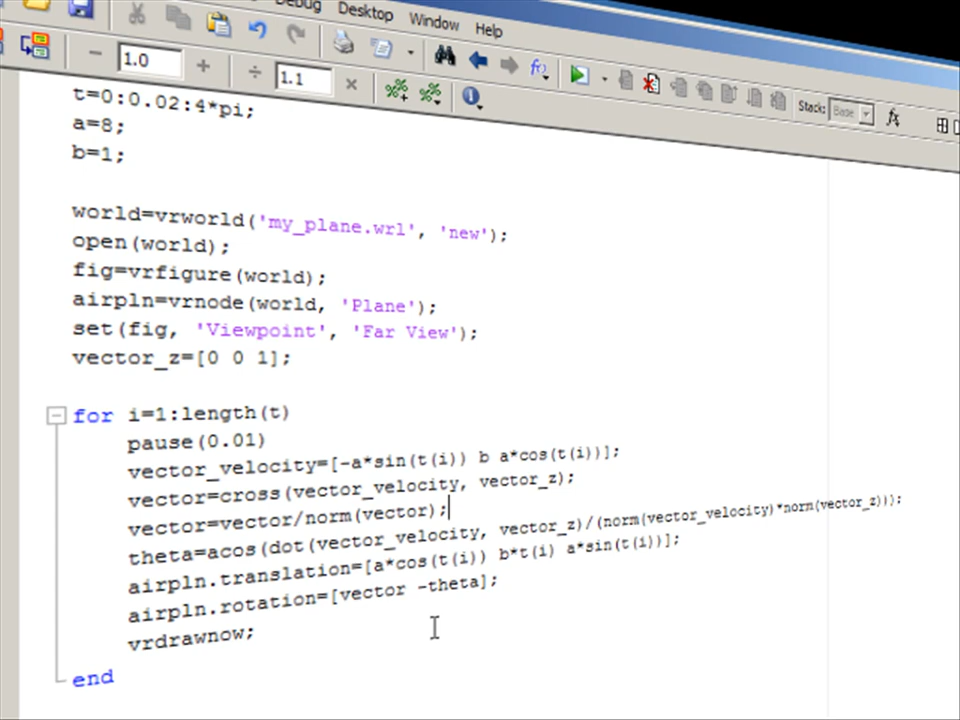 Debug Desktop Window Help
1.0 1.1 Stack: Base fx
t=0:0.02:4*pi;
a=8;
b=1;
world=vrworld('my_plane.wrl', 'new');
open(world);
fig=vrfigure(world);
airpln=vrnode(world, 'Plane');
set(fig, 'Viewpoint', 'Far View');
vector_z=[0 0 1];
for i=1:length(t)
pause(0.01)
vector_velocity=[-a*sin(t(i)) b a*cos(t(i))];
vector=cross(vector_velocity, vector_z);
vector=vector/norm(vector);
theta=acos(dot(vector_velocity, vector_z)/(norm(vector_velocity)*norm(vector_z)));
airpln.translation=[a*cos(t(i)) b*t(i) a*sin(t(i))];
airpln.rotation=[vector -theta];
vrdrawnow;
end